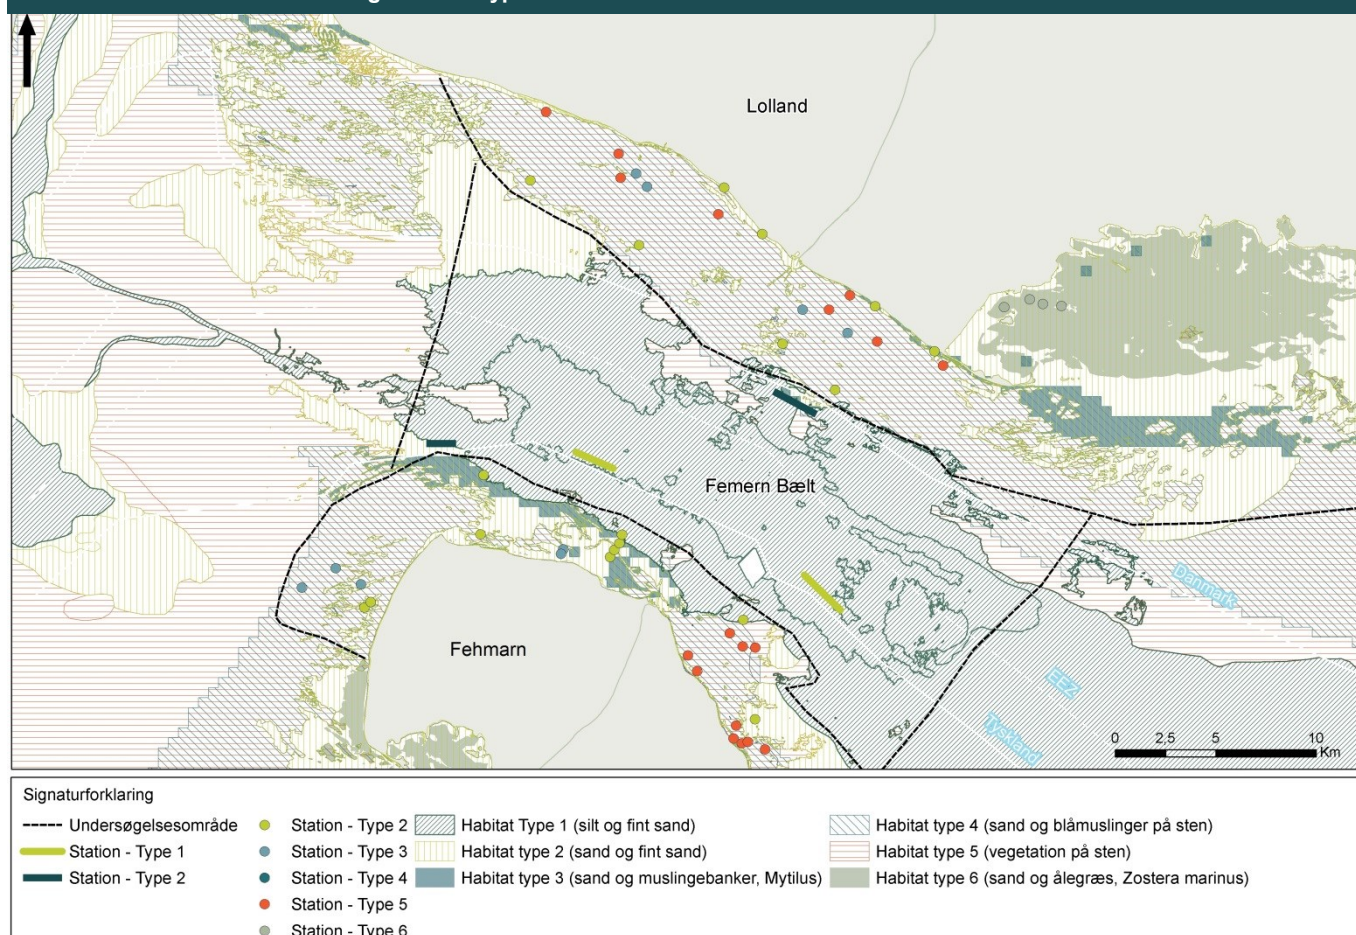 Lolland
Femern Bælt
Fehmarn
Danmark
EEZ
Tyskland
0 2,5 5 10
Km
Signaturforklaring
Undersøgelsesområde
Station - Type 1
Station - Type 2
Station - Type 2
Station - Type 3
Station - Type 4
Station - Type 5
Station - Type 6
Habitat Type 1 (silt og fint sand)
Habitat type 2 (sand og fint sand)
Habitat type 3 (sand og muslingebanker, Mytilus)
Habitat type 4 (sand og blåmuslinger på sten)
Habitat type 5 (vegetation på sten)
Habitat type 6 (sand og ålegræs, Zostera marinus)